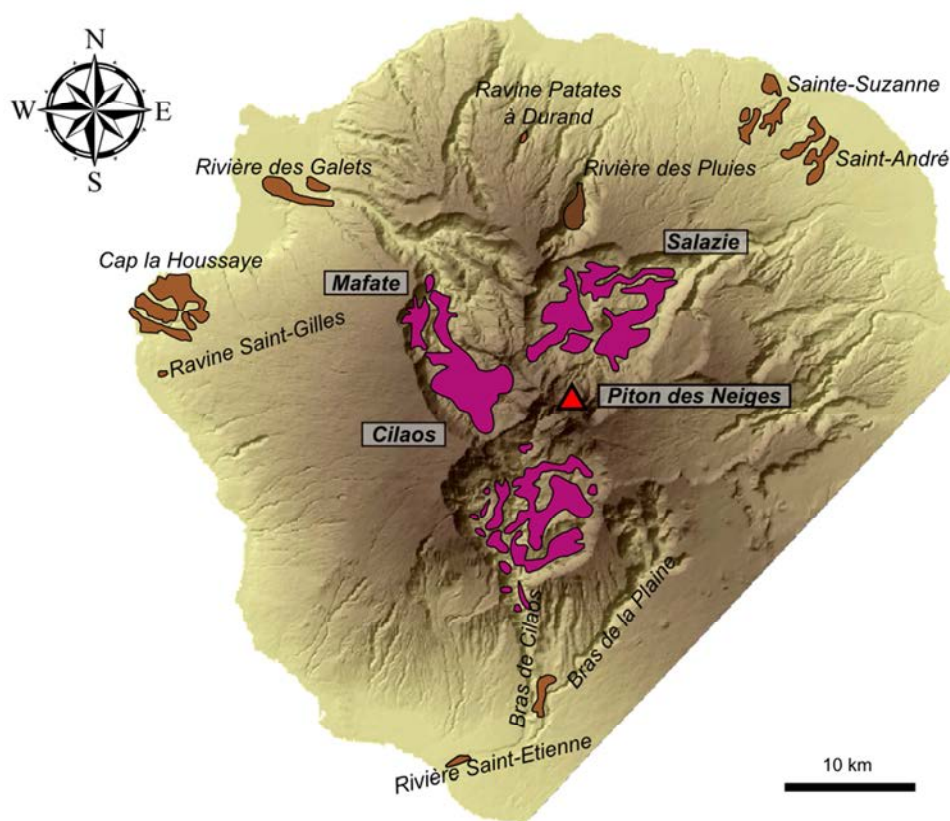 N
W
E
S
Sainte-Suzanne
Ravine Patates
à Durand
Saint-André
Rivière des Galets
Rivière des Pluies
Salazie
Cap la Houssaye
Mafate
Ravine Saint-Gilles
Piton des Neiges
Cilaos
Bras de Cilaos
Bras de la Plaine
Rivière Saint-Etienne
10 km